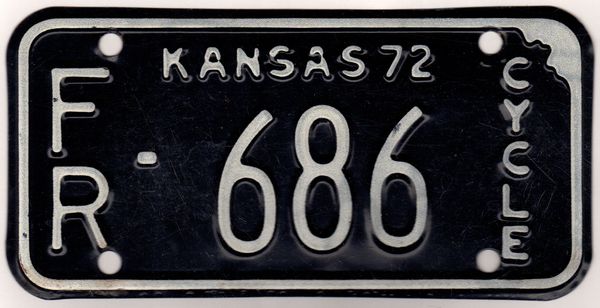 KANSAS 72
FR - 686
CYCLE